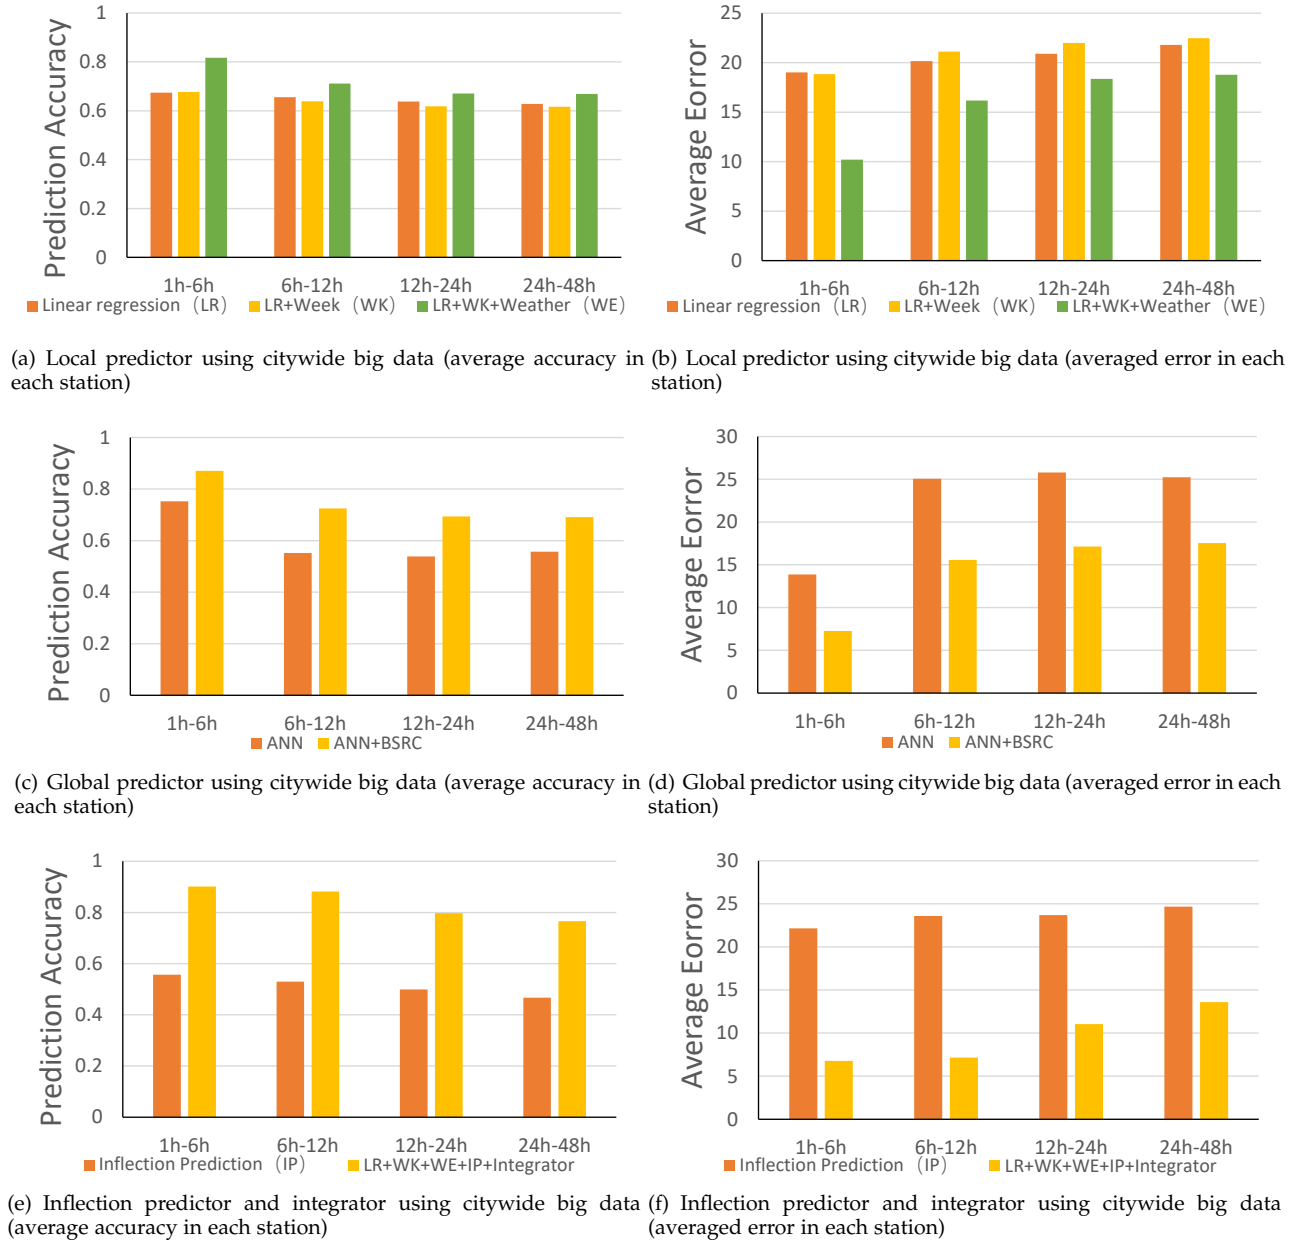 Prediction Accuracy
1
0.8
0.6
0.4
0.2
0
1h-6h 6h-12h 12h-24h 24h-48h
Linear regression（LR） LR+Week（WK） LR+WK+Weather（WE）
Average Eorror
25
20
15
10
5
0
1h-6h 6h-12h 12h-24h 24h-48h
Linear regression（LR） LR+Week（WK） LR+WK+Weather（WE）
(a) Local predictor using citywide big data (average accuracy in
each station)
(b) Local predictor using citywide big data (averaged error in each
station)
Prediction Accuracy
1
0.8
0.6
0.4
0.2
0
1h-6h 6h-12h 12h-24h 24h-48h
ANN ANN+BSRC
Average Eorror
30
25
20
15
10
5
0
1h-6h 6h-12h 12h-24h 24h-48h
ANN ANN+BSRC
(c) Global predictor using citywide big data (average accuracy in
each station)
(d) Global predictor using citywide big data (averaged error in each
station)
Prediction Accuracy
1
0.8
0.6
0.4
0.2
0
1h-6h 6h-12h 12h-24h 24h-48h
Inflection Prediction（IP） LR+WK+WE+IP+Integrator
Average Eorror
30
25
20
15
10
5
0
1h-6h 6h-12h 12h-24h 24h-48h
Inflection Prediction（IP） LR+WK+WE+IP+Integrator
(e) Inflection predictor and integrator using citywide big data
(average accuracy in each station)
(f) Inflection predictor and integrator using citywide big data
(averaged error in each station)